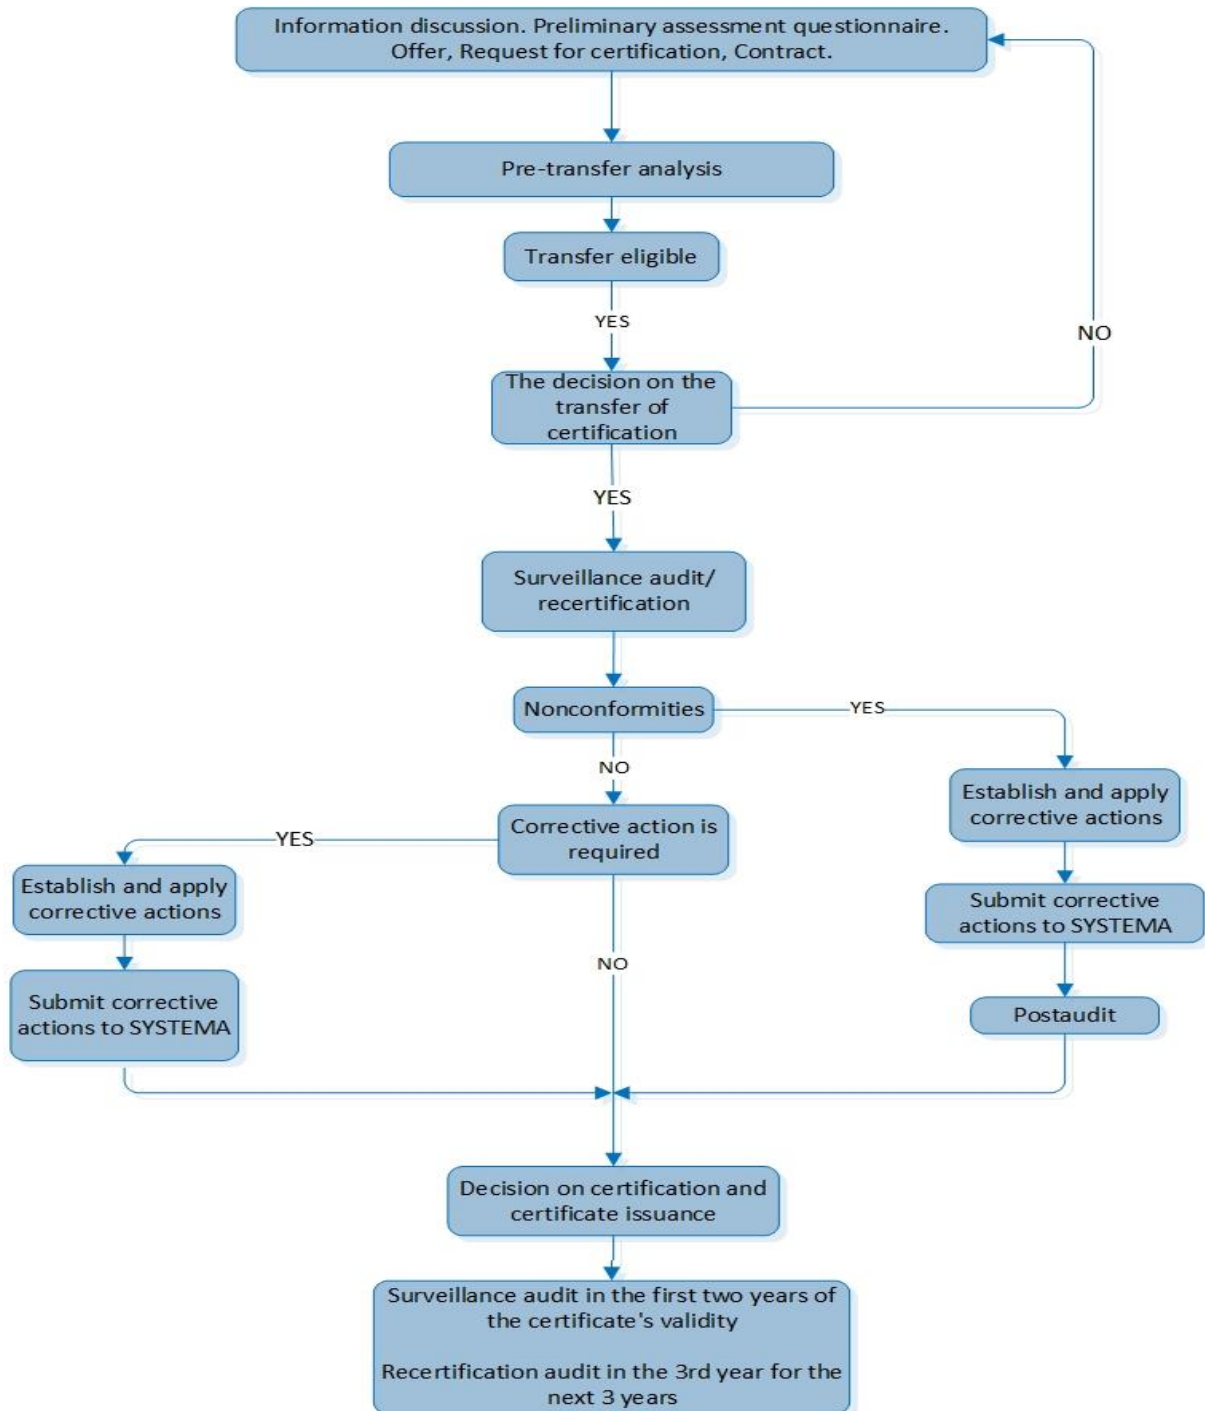 Information discussion. Preliminary assessment questionnaire.
Offer, Request for certification, Contract.
Pre-transfer analysis
Transfer eligible
YES
NO
The decision on the
transfer of
certification
YES
Surveillance audit/
recertification
Nonconformities
YES
NO
Establish and apply
corrective actions
Corrective action is
required
YES
Establish and apply
corrective actions
Submit corrective
actions to SYSTEMA
NO
Submit corrective
actions to SYSTEMA
Postaudit
Decision on certification and
certificate issuance
Surveillance audit in the first two years of
the certificate's validity
Recertification audit in the 3rd year for the
next 3 years